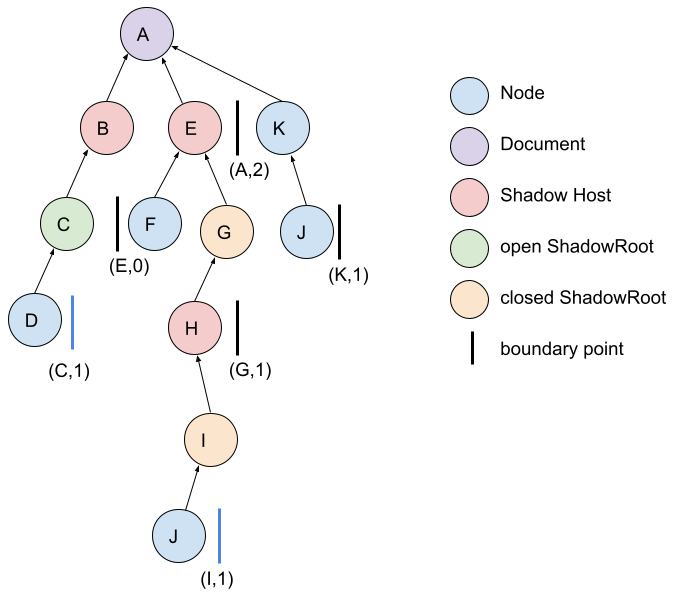 A
B
E
K
(A,2)
C
F
G
J
(E,0)
(K,1)
D
H
(C,1)
(G,1)
I
J
(I,1)
Node
Document
Shadow Host
open ShadowRoot
closed ShadowRoot
boundary point